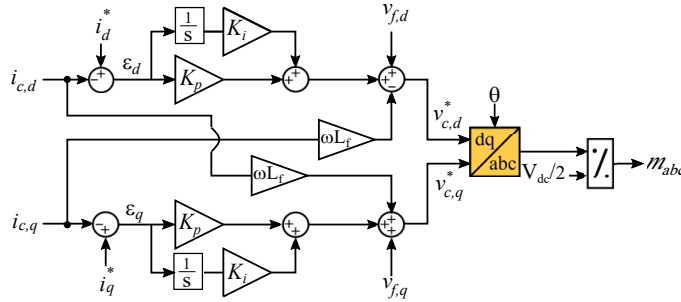 i*d
1/s
Ki
vf,d
ic,d
- +
εd
Kp
+ +
+ + −
v*c,d
θ
ωLf
dq
abc
Vdc/2
⁒
mabc
ωLf
v*c,q
ic,q
- +
εq
Kp
+ +
+ + +
1/s
Ki
i*q
vf,q